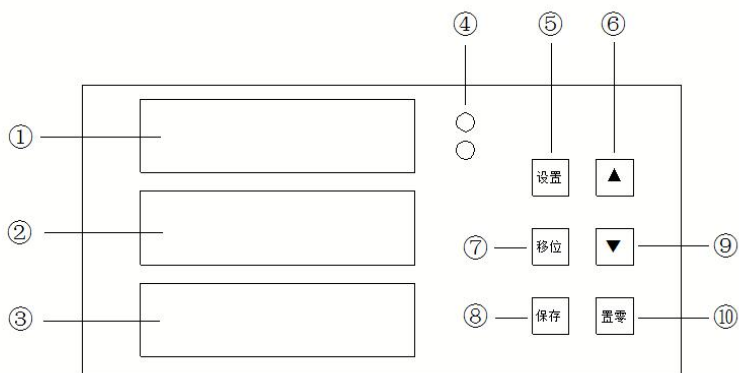 ④ ⑤ ⑥
①
设置 ▲
②
⑦ 移位 ▼ ⑨
③
⑧ 保存 置零 ⑩